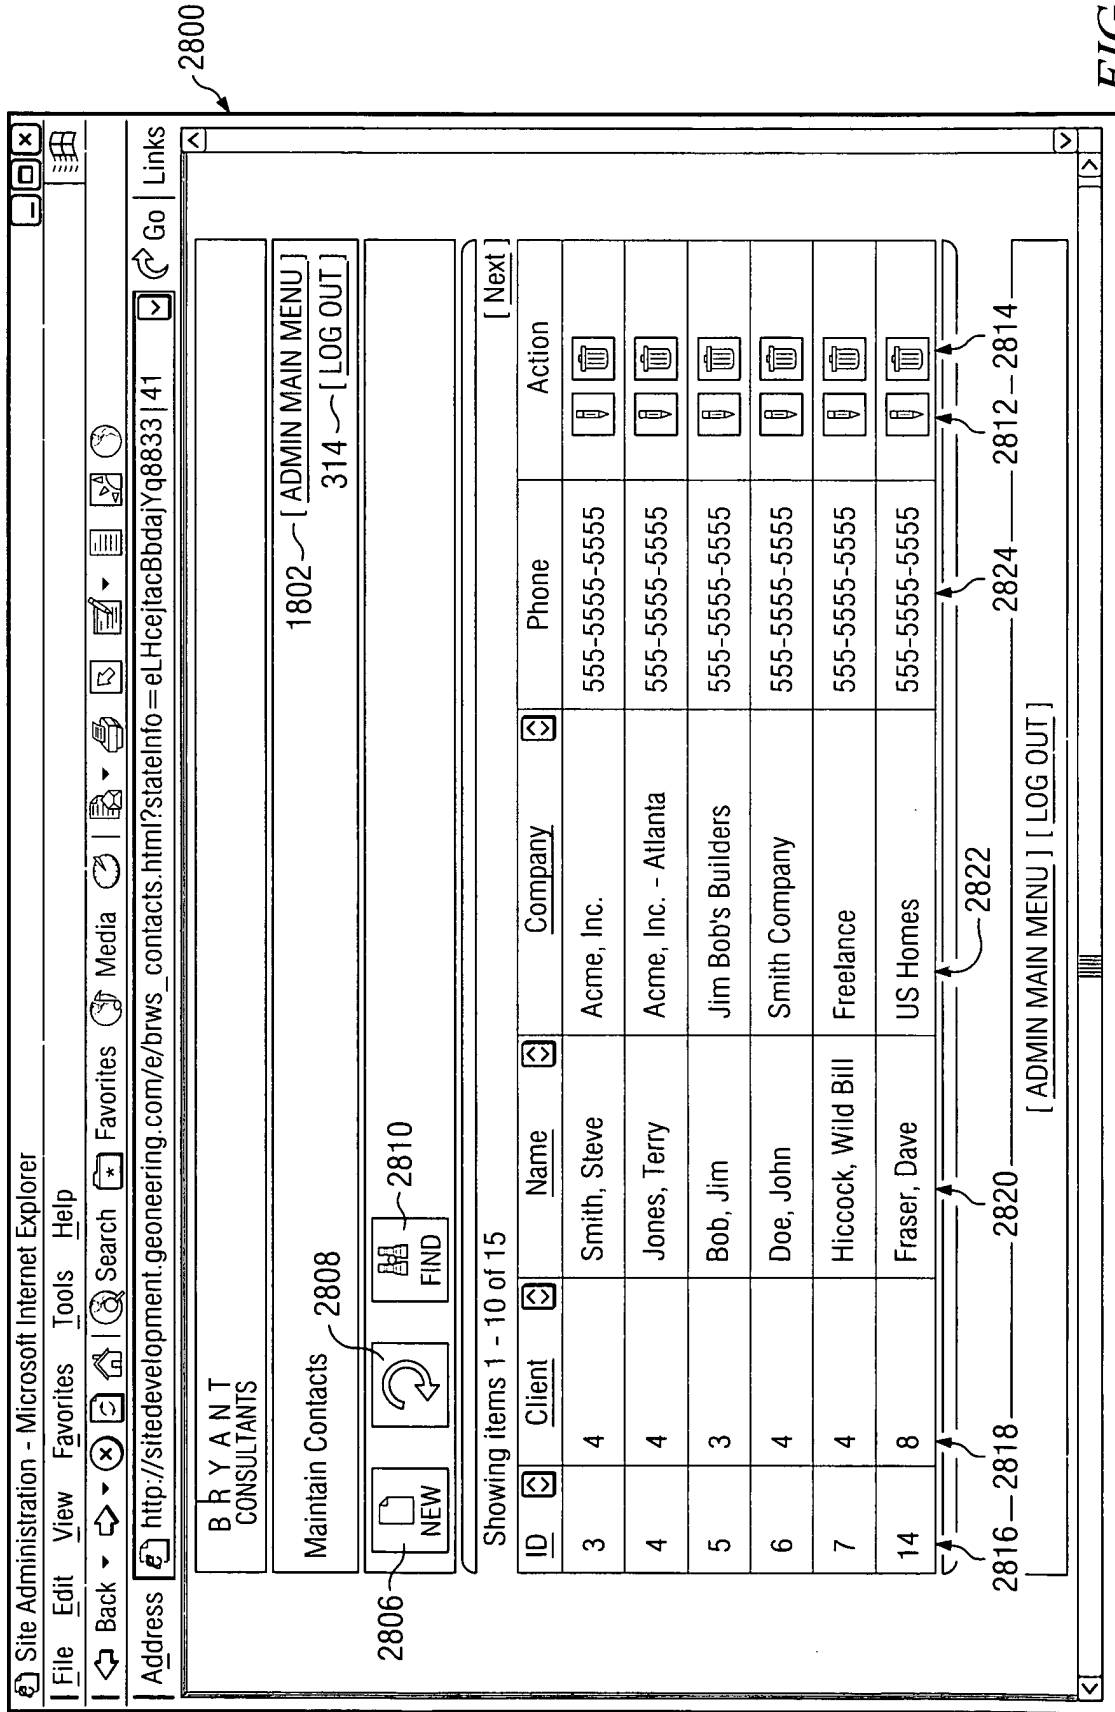 Site Administration - Microsoft Internet Explorer
File Edit View Favorites Tools Help
Back Search Favorites Media
Address http://sitedevelopment.geoneering.com/e/brws_contacts.html?stateInfo=eLHcejtacBbdajYq8833|41 Go Links
2800
BRYANT
CONSULTANTS
1802 [ ADMIN MAIN MENU ]
Maintain Contacts 2808 314 [ LOG OUT ]
2806 NEW FIND 2810
Showing items 1 - 10 of 15 [ Next ]
ID Client Name Company Phone Action
3 4 Smith, Steve Acme, Inc. 555-5555-5555
4 4 Jones, Terry Acme, Inc. - Atlanta 555-5555-5555
5 3 Bob, Jim Jim Bob's Builders 555-5555-5555
6 4 Doe, John Smith Company 555-5555-5555
7 4 Hiccock, Wild Bill Freelance 555-5555-5555
14 8 Fraser, Dave US Homes 555-5555-5555
2816 2818 2820 2822 2824 2812 2814
[ ADMIN MAIN MENU ] [ LOG OUT ]
FIG